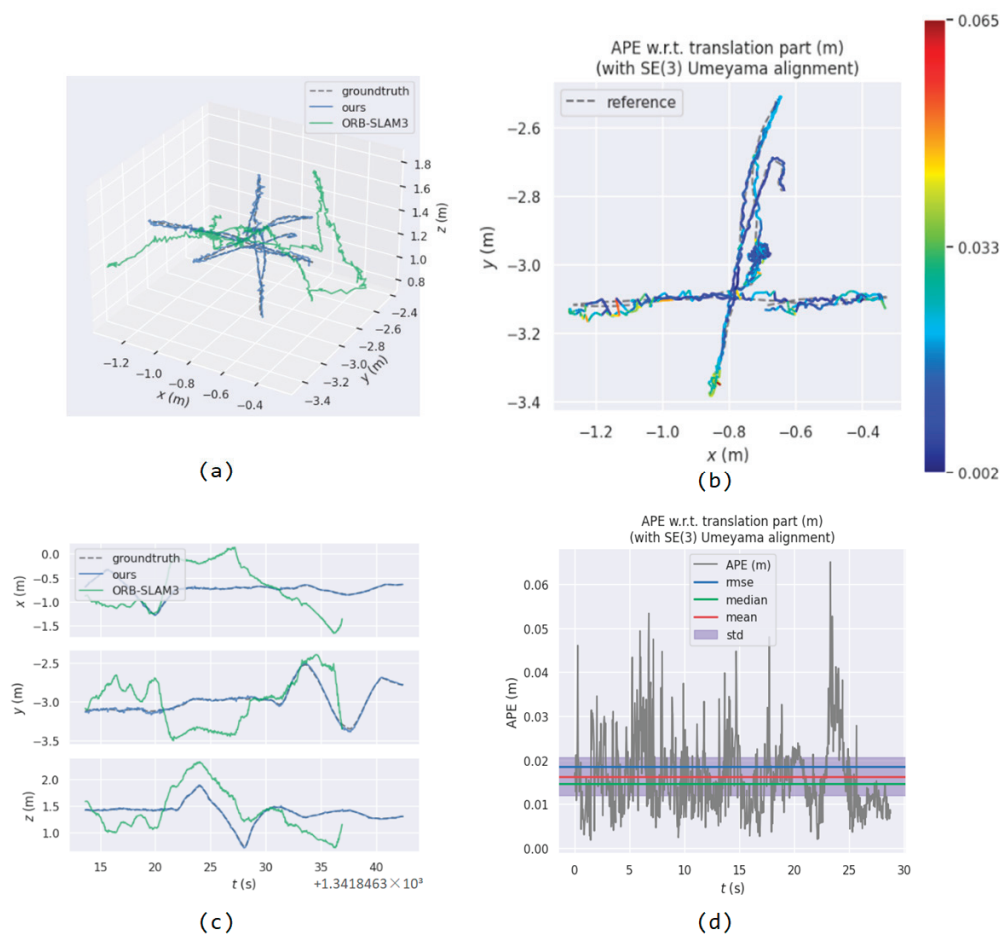 groundtruth
ours
ORB-SLAM3
1.8
1.6
1.4
1.2
1.0
0.8
z (m)
−2.4
−2.6
−2.8
−3.0
−3.2
−3.4
y (m)
−1.2
−1.0
−0.8
−0.6
−0.4
x (m)
(a)
APE w.r.t. translation part (m)
(with SE(3) Umeyama alignment)
reference
−2.6
−2.8
−3.0
−3.2
−3.4
y (m)
−1.2
−1.0
−0.8
−0.6
−0.4
x (m)
0.065
0.033
0.002
(b)
groundtruth
ours
ORB-SLAM3
0.0
−0.5
−1.0
−1.5
x (m)
−2.5
−3.0
−3.5
y (m)
2.0
1.5
1.0
z (m)
15
20
25
30
35
40
t (s)
+1.3418463×10³
(c)
APE w.r.t. translation part (m)
(with SE(3) Umeyama alignment)
APE (m)
rmse
median
mean
std
0.06
0.05
0.04
0.03
0.02
0.01
0.00
APE (m)
0
5
10
15
20
25
30
t (s)
(d)